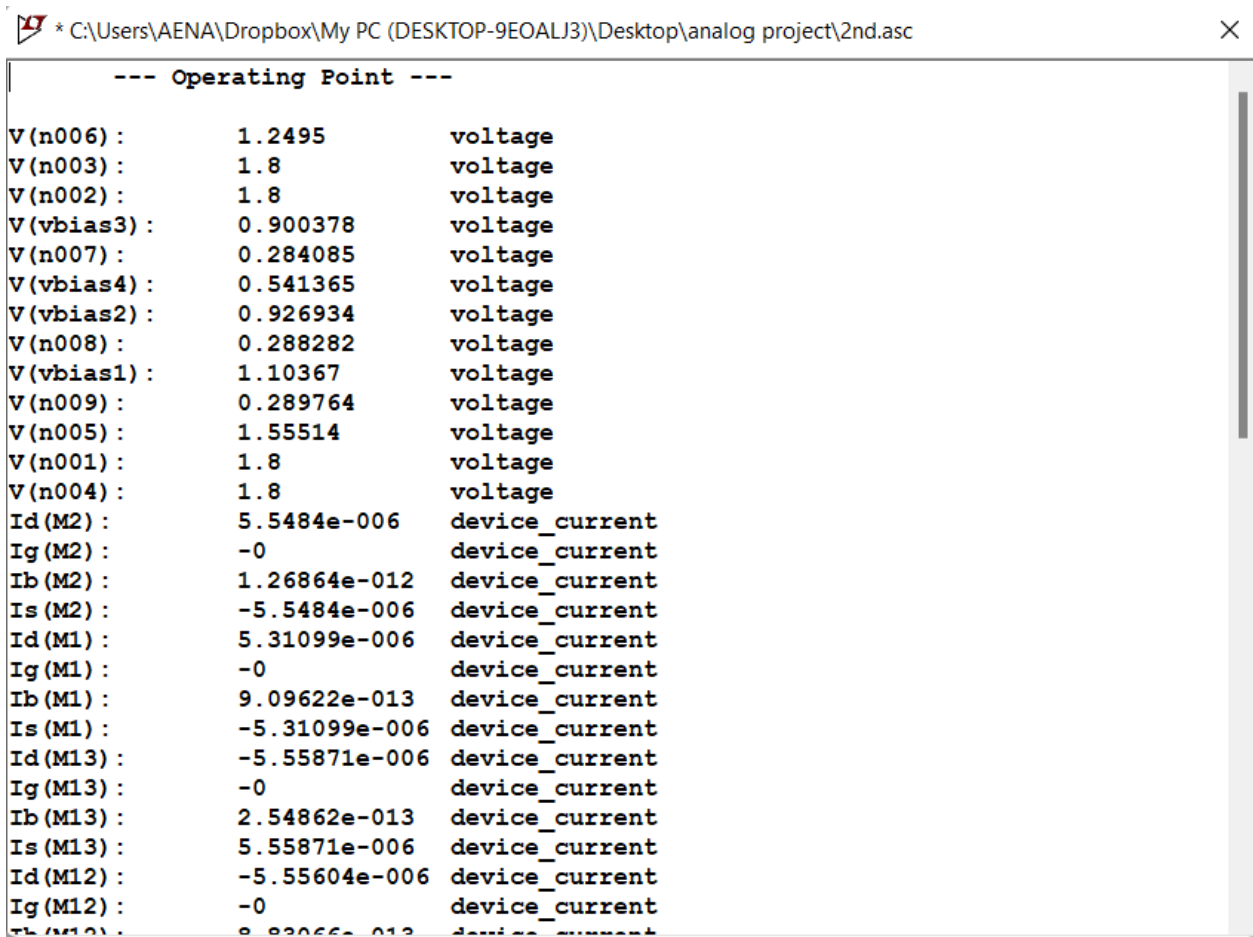 * C:\Users\AENA\Dropbox\My PC (DESKTOP-9EOALJ3)\Desktop\analog project\2nd.asc
--- Operating Point ---
V(n006): 1.2495 voltage
V(n003): 1.8 voltage
V(n002): 1.8 voltage
V(vbias3): 0.900378 voltage
V(n007): 0.284085 voltage
V(vbias4): 0.541365 voltage
V(vbias2): 0.926934 voltage
V(n008): 0.288282 voltage
V(vbias1): 1.10367 voltage
V(n009): 0.289764 voltage
V(n005): 1.55514 voltage
V(n001): 1.8 voltage
V(n004): 1.8 voltage
Id(M2): 5.5484e-006 device_current
Ig(M2): -0 device_current
Ib(M2): 1.26864e-012 device_current
Is(M2): -5.5484e-006 device_current
Id(M1): 5.31099e-006 device_current
Ig(M1): -0 device_current
Ib(M1): 9.09622e-013 device_current
Is(M1): -5.31099e-006 device_current
Id(M13): -5.55871e-006 device_current
Ig(M13): -0 device_current
Ib(M13): 2.54862e-013 device_current
Is(M13): 5.55871e-006 device_current
Id(M12): -5.55604e-006 device_current
Ig(M12): -0 device_current
Ib(M12): 8.83066e-013 device_current